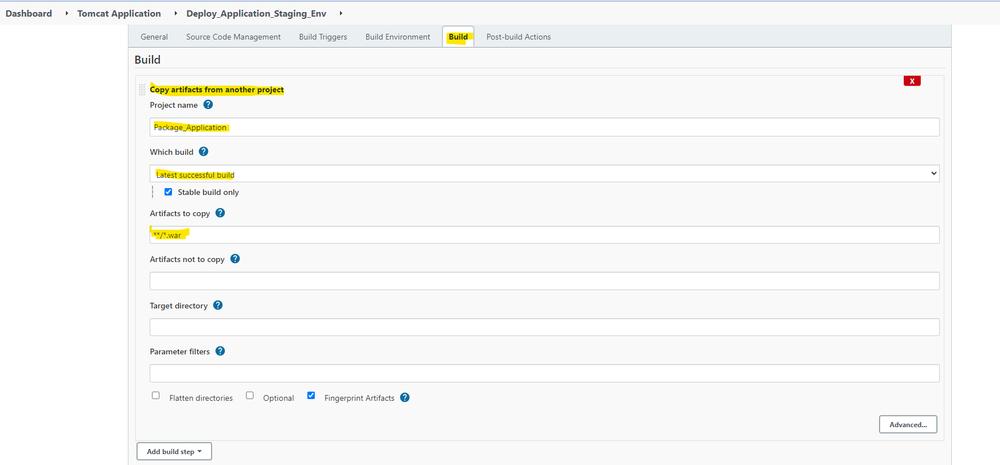 Dashboard Tomcat Application Deploy_Application_Staging_Env
General Source Code Management Build Triggers Build Environment Build Post-build Actions
Build
X
Copy artifacts from another project
Project name ?
Package_Application
Which build ?
Latest successful build
Stable build only
Artifacts to copy ?
**/*.war
Artifacts not to copy ?
Target directory ?
Parameter filters ?
Flatten directories Optional Fingerprint Artifacts ?
Advanced...
Add build step